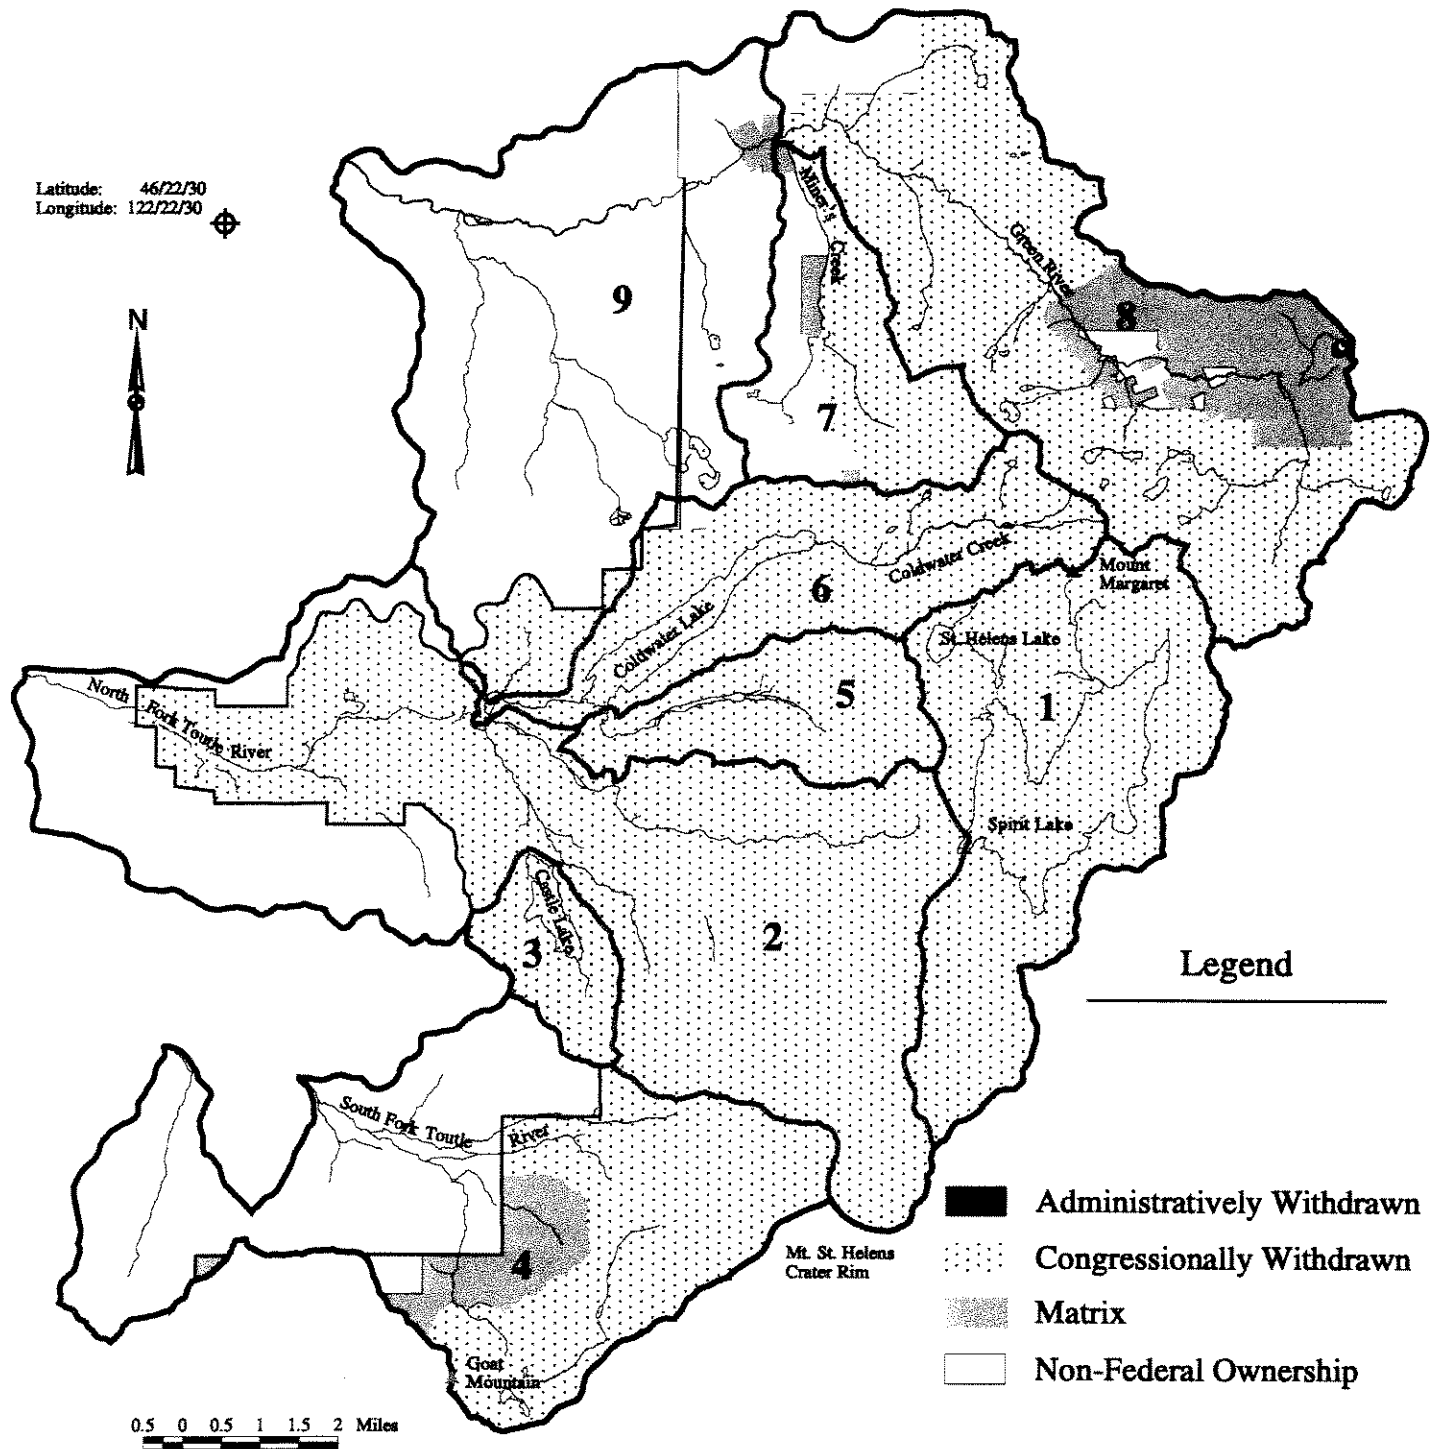 Latitude: 46/22/30
Longitude: 122/22/30
N
9
Miner's
Creek
Green River
8
7
Coldwater Creek
Mount
Margaret
6
Coldwater Lake
St. Helens Lake
5
1
North Fork Toutle River
Spirit Lake
Castle Lake
3
2
Legend
South Fork Toutle River
4
Mt. St. Helens
Crater Rim
Administratively Withdrawn
Congressionally Withdrawn
Matrix
Non-Federal Ownership
Goat
Mountain
0.5 0 0.5 1 1.5 2 Miles